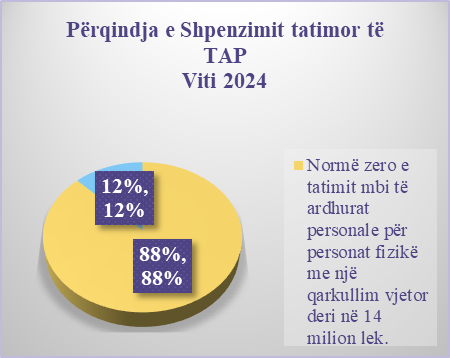 Përqindja e Shpenzimit tatimor të
TAP
Viti 2024
12%,
12%
88%,
88%
Normë zero e
tatimit mbi të
ardhurat
personale për
personat fizikë
me një
qarkullim vjetor
deri në 14
milion lek.